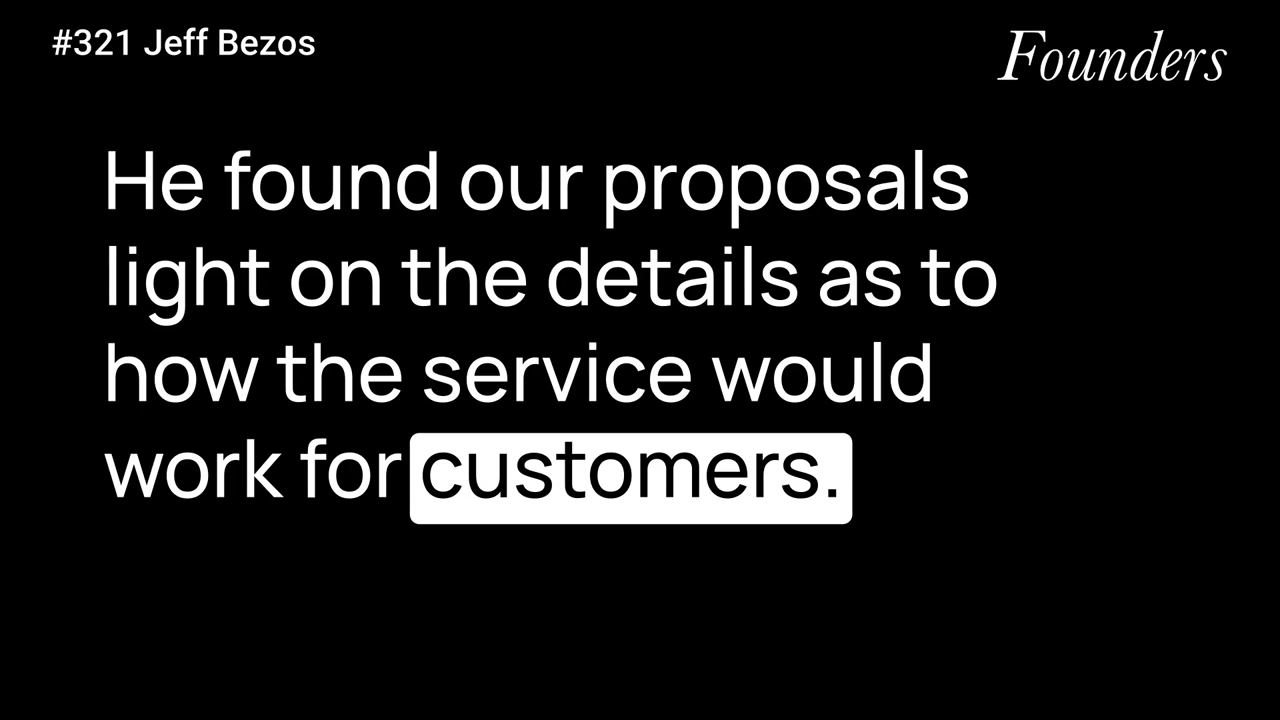 #321 Jeff Bezos
Founders
He found our proposals
light on the details as to
how the service would
work for customers.